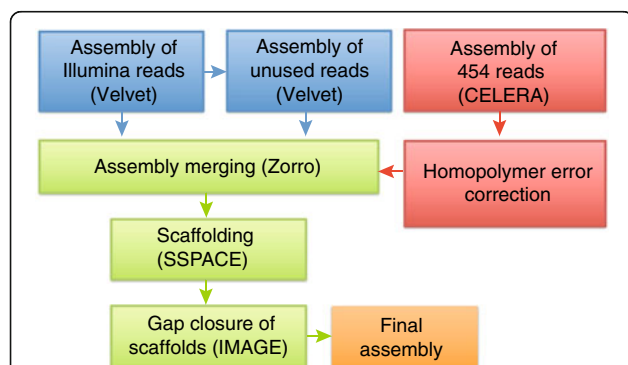 Assembly of
Illumina reads
(Velvet)
Assembly of
unused reads
(Velvet)
Assembly of
454 reads
(CELERA)
Assembly merging (Zorro)
Homopolymer error
correction
Scaffolding
(SSPACE)
Gap closure of
scaffolds (IMAGE)
Final
assembly